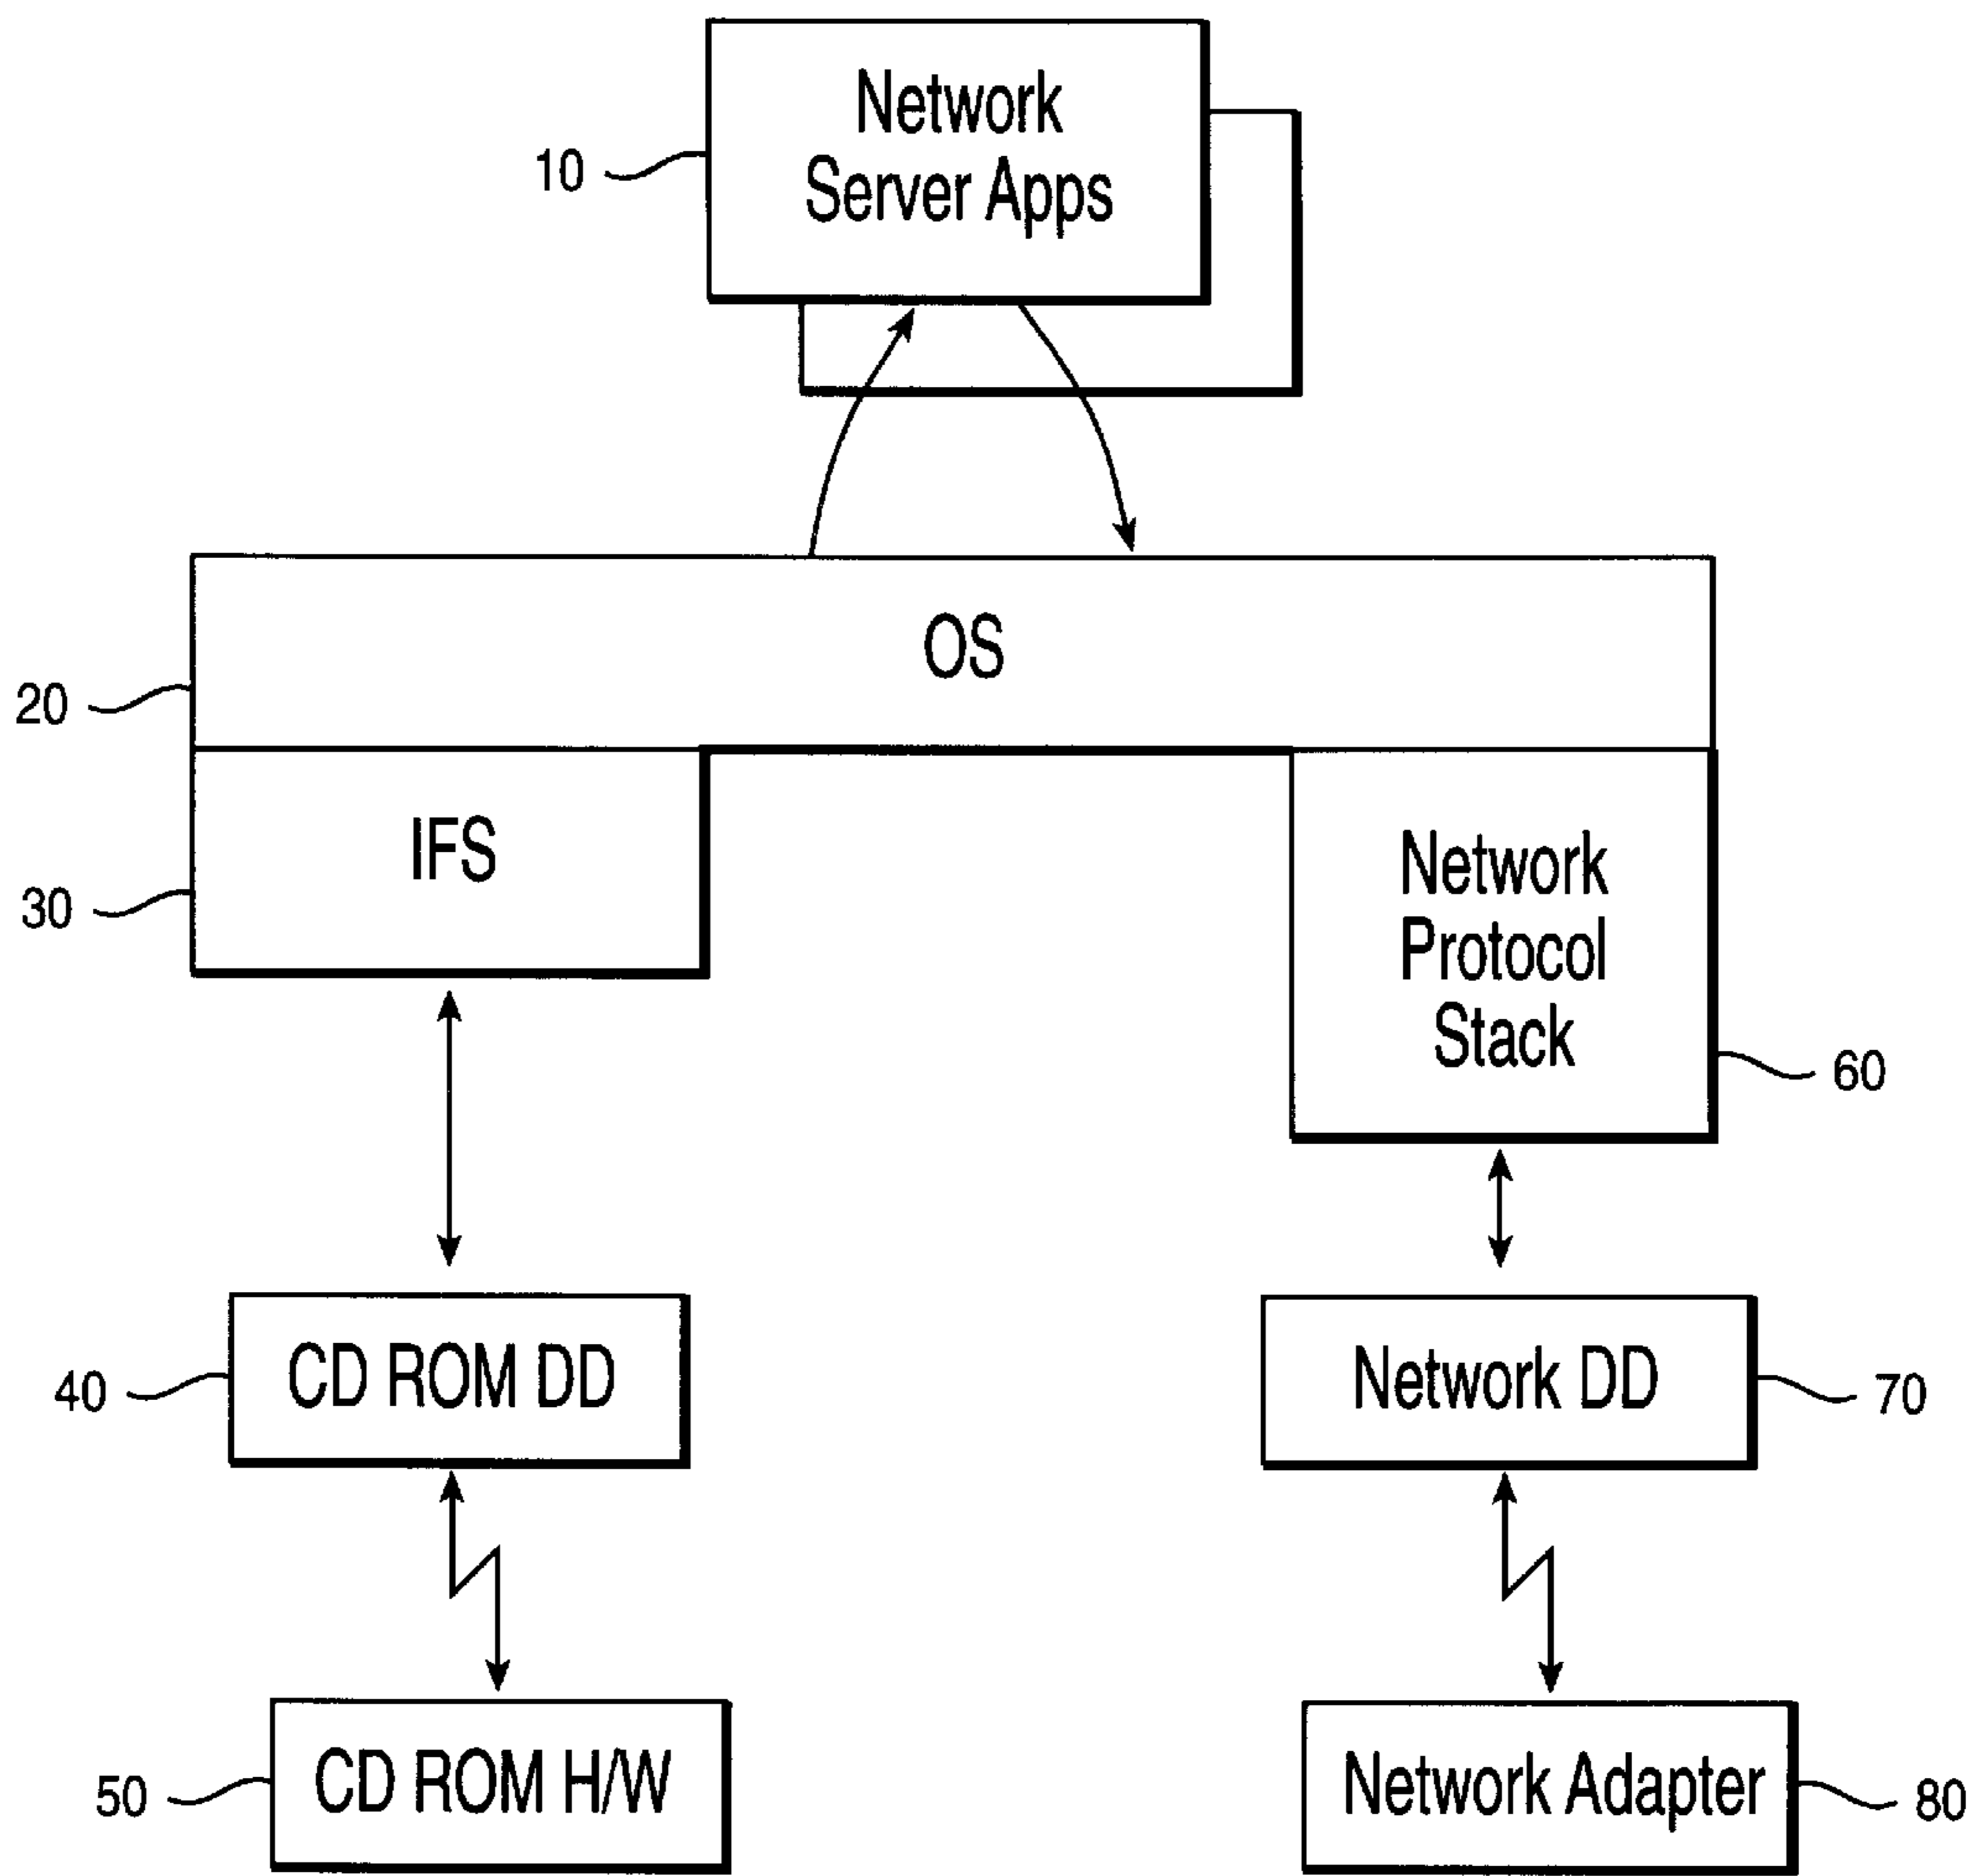 Network
Server Apps
10
OS
20
IFS
30
Network
Protocol
Stack
60
CD ROM DD
40
Network DD
70
CD ROM H/W
50
Network Adapter
80